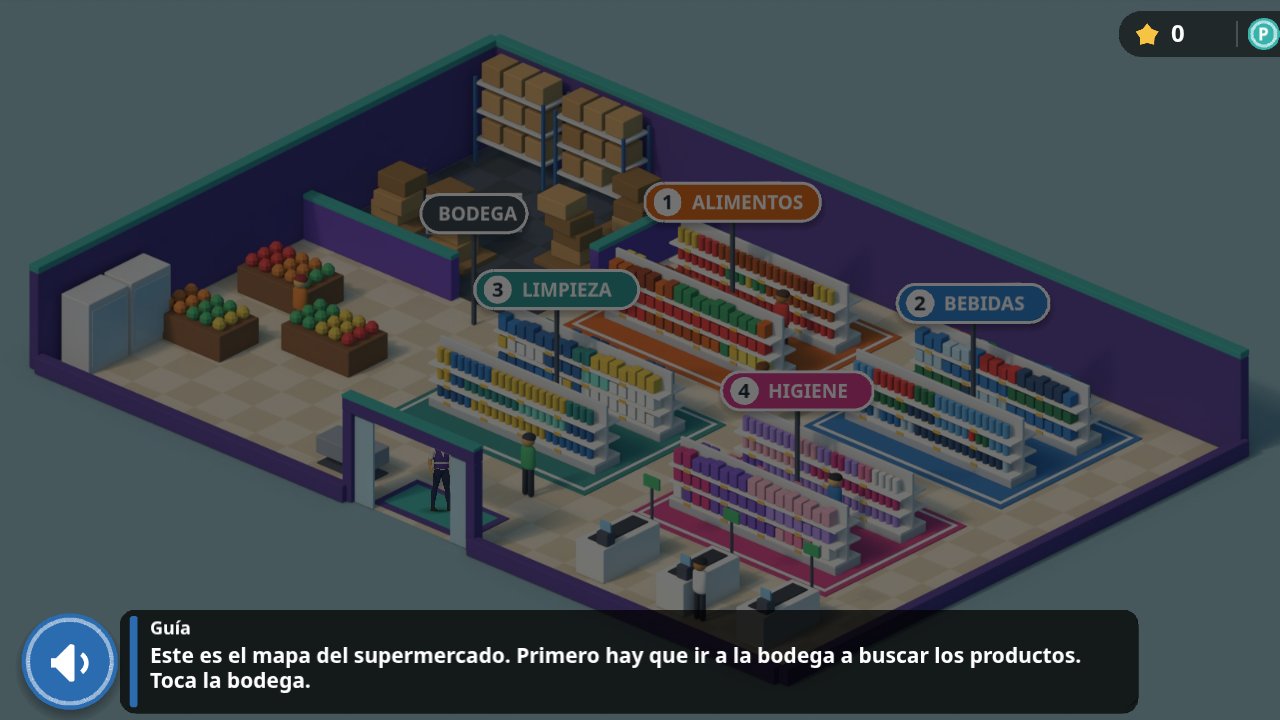 0
P
BODEGA
1 ALIMENTOS
3 LIMPIEZA
2 BEBIDAS
4 HIGIENE
Guía
Este es el mapa del supermercado. Primero hay que ir a la bodega a buscar los productos.
Toca la bodega.